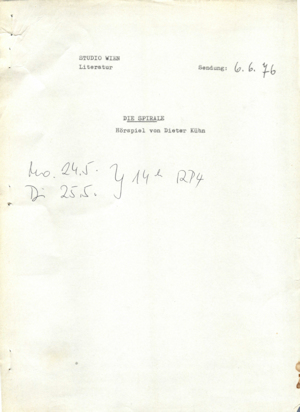 STUDIO WIEN
Literatur Sendung: 6.6.76
DIE SPIRALE
Hörspiel von Dieter Kühn
Mo. 24.5. } 14h RP4
Di 25.5.